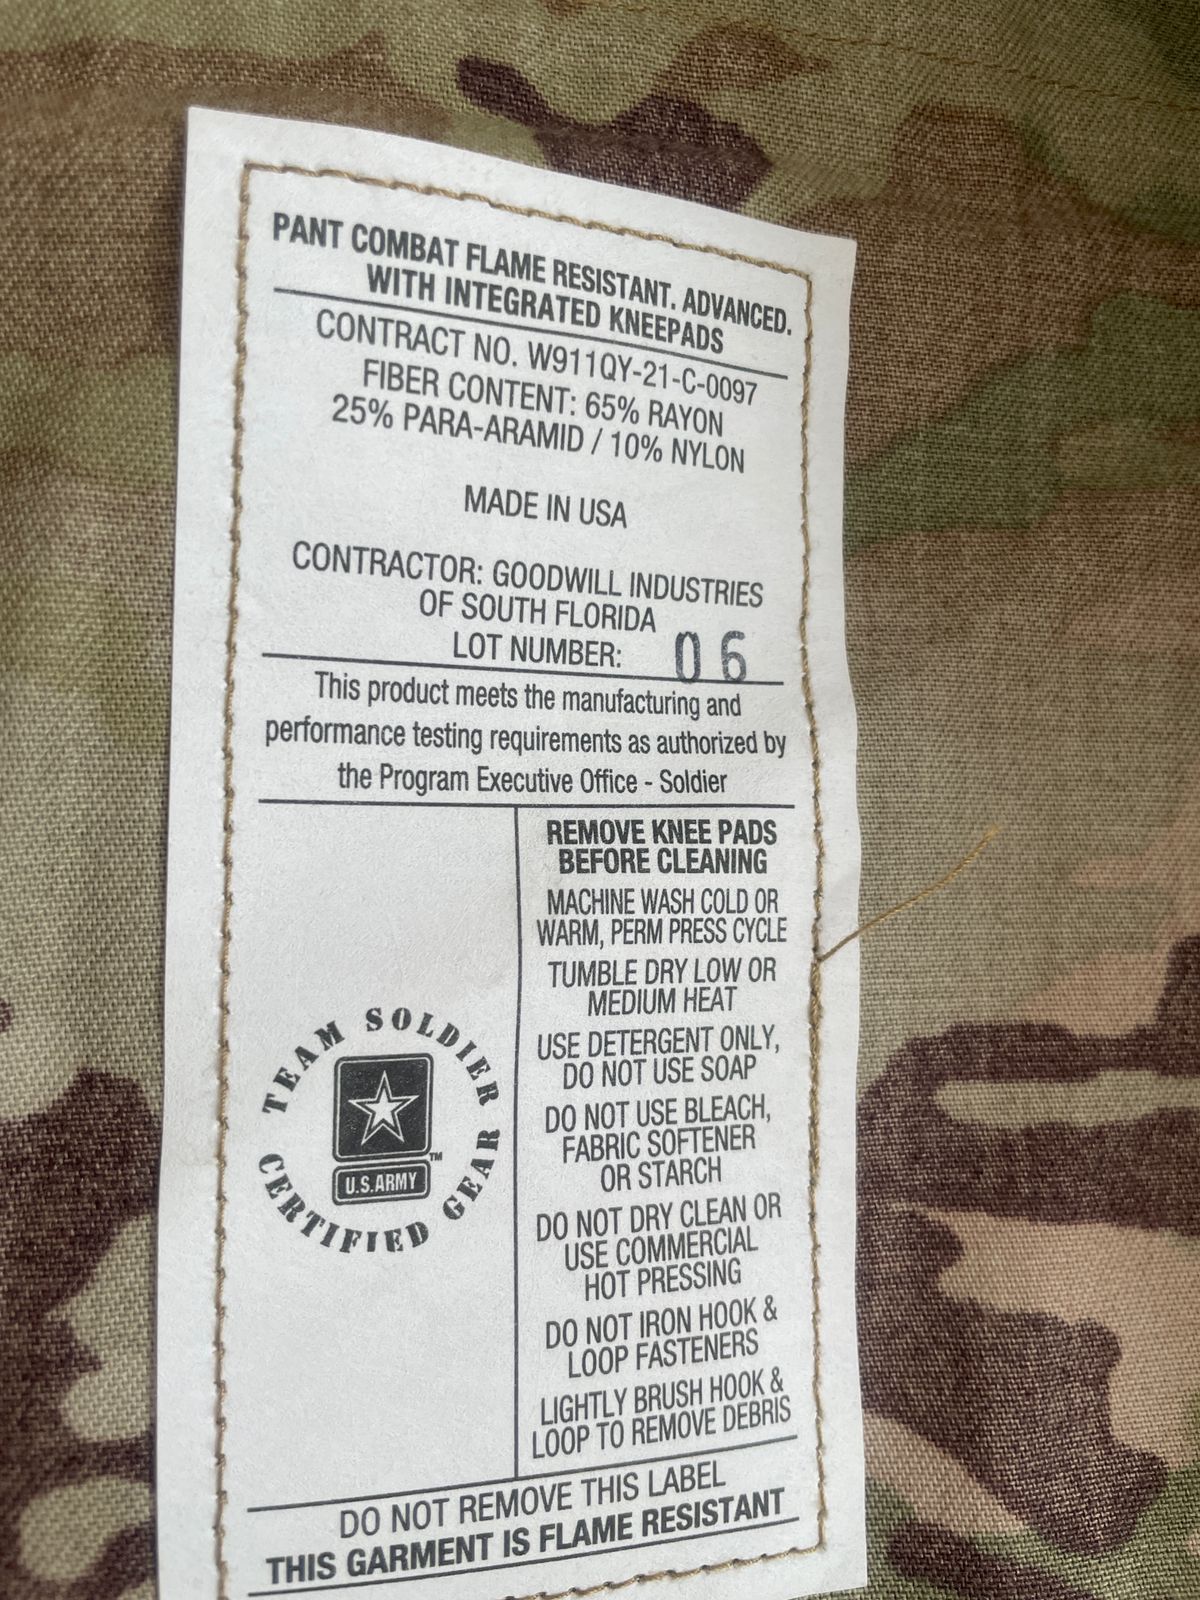 PANT COMBAT FLAME RESISTANT. ADVANCED.
WITH INTEGRATED KNEEPADS
CONTRACT NO. W911QY-21-C-0097
FIBER CONTENT: 65% RAYON
25% PARA-ARAMID / 10% NYLON
MADE IN USA
CONTRACTOR: GOODWILL INDUSTRIES
OF SOUTH FLORIDA
LOT NUMBER: 06
This product meets the manufacturing and
performance testing requirements as authorized by
the Program Executive Office - Soldier
TEAM SOLDIER
U.S.ARMY ™
CERTIFIED GEAR
REMOVE KNEE PADS
BEFORE CLEANING
MACHINE WASH COLD OR
WARM, PERM PRESS CYCLE
TUMBLE DRY LOW OR
MEDIUM HEAT
USE DETERGENT ONLY,
DO NOT USE SOAP
DO NOT USE BLEACH,
FABRIC SOFTENER
OR STARCH
DO NOT DRY CLEAN OR
USE COMMERCIAL
HOT PRESSING
DO NOT IRON HOOK &
LOOP FASTENERS
LIGHTLY BRUSH HOOK &
LOOP TO REMOVE DEBRIS
DO NOT REMOVE THIS LABEL
THIS GARMENT IS FLAME RESISTANT